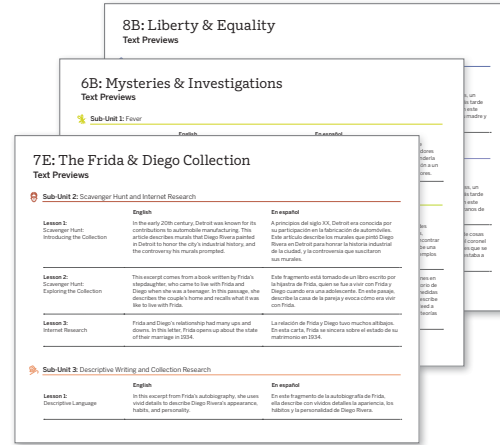 8B: Liberty & Equality
Text Previews
6B: Mysteries & Investigations
Text Previews
Sub-Unit 1: Fever
English En español
7E: The Frida & Diego Collection
Text Previews
Sub-Unit 2: Scavenger Hunt and Internet Research
English En español
Lesson 1:
Scavenger Hunt:
Introducing the Collection
In the early 20th century, Detroit was known for its
contributions to automobile manufacturing. This
article describes murals that Diego Rivera painted
in Detroit to honor the city's industrial history, and
the controversy his murals prompted.
A principios del siglo XX, Detroit era conocida por
su participación en la fabricación de automóviles.
Este artículo describe los murales que pintó Diego
Rivera en Detroit para honrar la historia industrial
de la ciudad, y la controversia que suscitaron
sus murales.
Lesson 2:
Scavenger Hunt:
Exploring the Collection
This excerpt comes from a book written by Frida's
stepdaughter, who came to live with Frida and
Diego when she was a teenager. In this passage, she
describes the couple's home and recalls what it was
like to live with Frida.
Este fragmento está tomado de un libro escrito por
la hijastra de Frida, quien se fue a vivir con Frida y
Diego cuando era una adolescente. En este pasaje,
describe la casa de la pareja y evoca cómo era vivir
con Frida.
Lesson 3:
Internet Research
Frida and Diego's relationship had many ups and
downs. In this letter, Frida opens up about the state
of their marriage in 1934.
La relación de Frida y Diego tuvo muchos altibajos.
En esta carta, Frida se sincera sobre el estado de su
matrimonio en 1934.
Sub-Unit 3: Descriptive Writing and Collection Research
English En español
Lesson 1:
Descriptive Language
In this excerpt from Frida's autobiography, she uses
vivid details to describe Diego Rivera's appearance,
habits, and personality.
En este fragmento de la autobiografía de Frida,
ella describe con vívidos detalles la apariencia, los
hábitos y la personalidad de Diego Rivera.